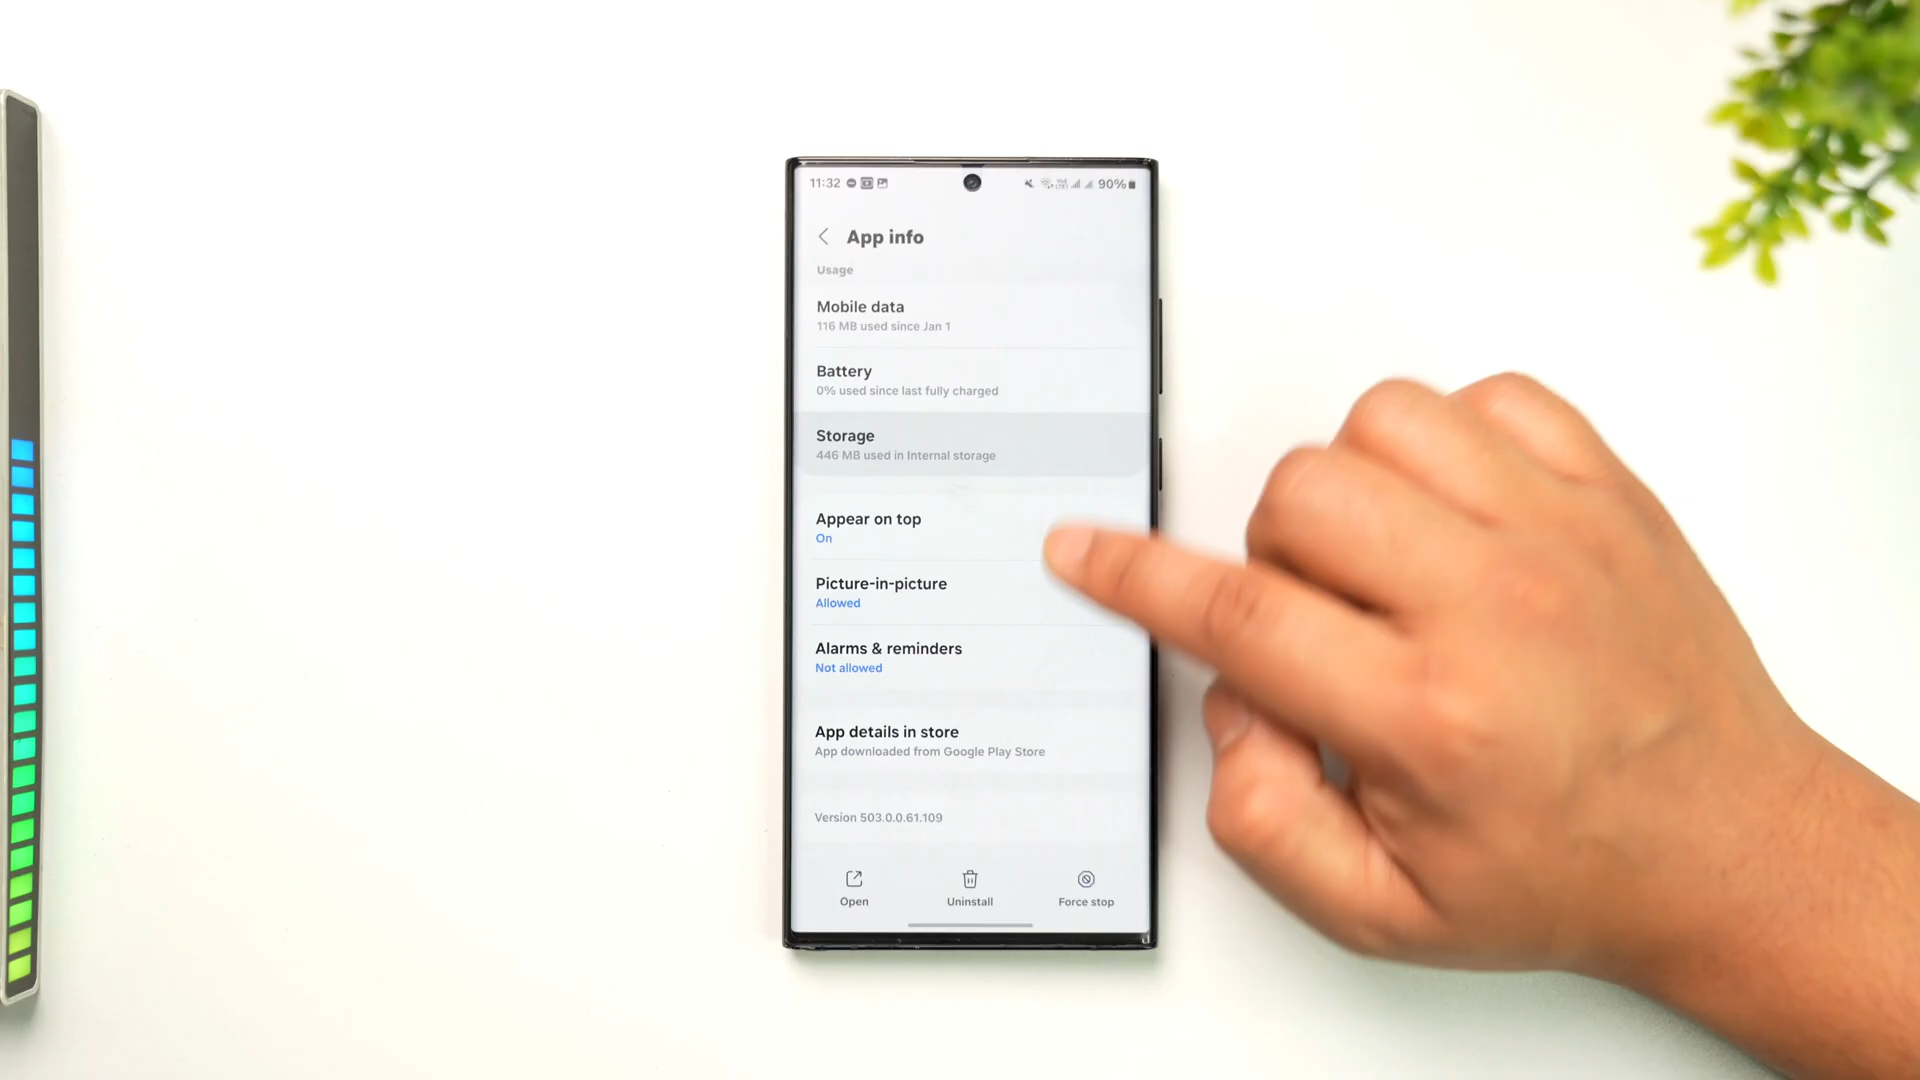 11:32
90%
App info
Usage
Mobile data
116 MB used since Jan 1
Battery
0% used since last fully charged
Storage
446 MB used in Internal storage
Appear on top
On
Picture-in-picture
Allowed
Alarms & reminders
Not allowed
App details in store
App downloaded from Google Play Store
Version 503.0.0.61.109
Open
Uninstall
Force stop